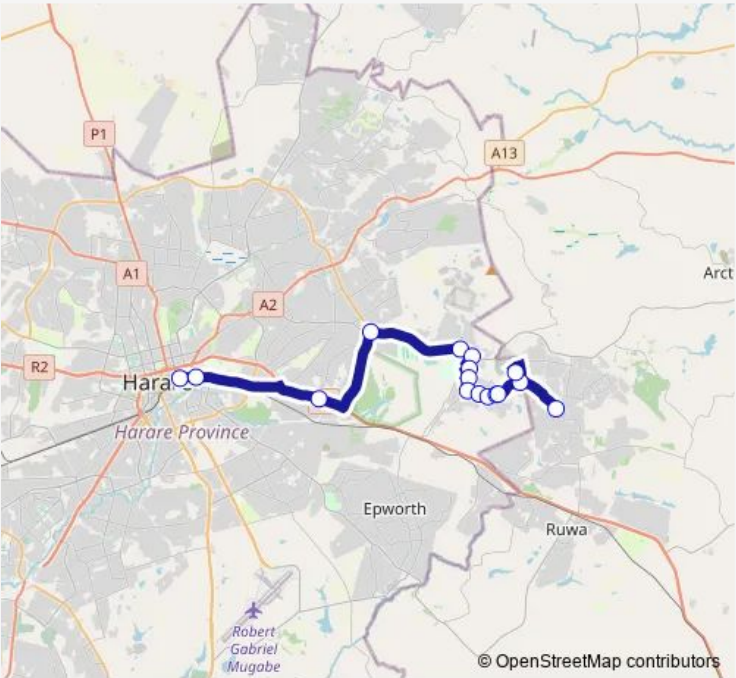 P1
A13
A1
A2
Arct
R2
Hara
Harare Province
Epworth
Ruwa
Robert
Gabriel
Mugabe
© OpenStreetMap contributors